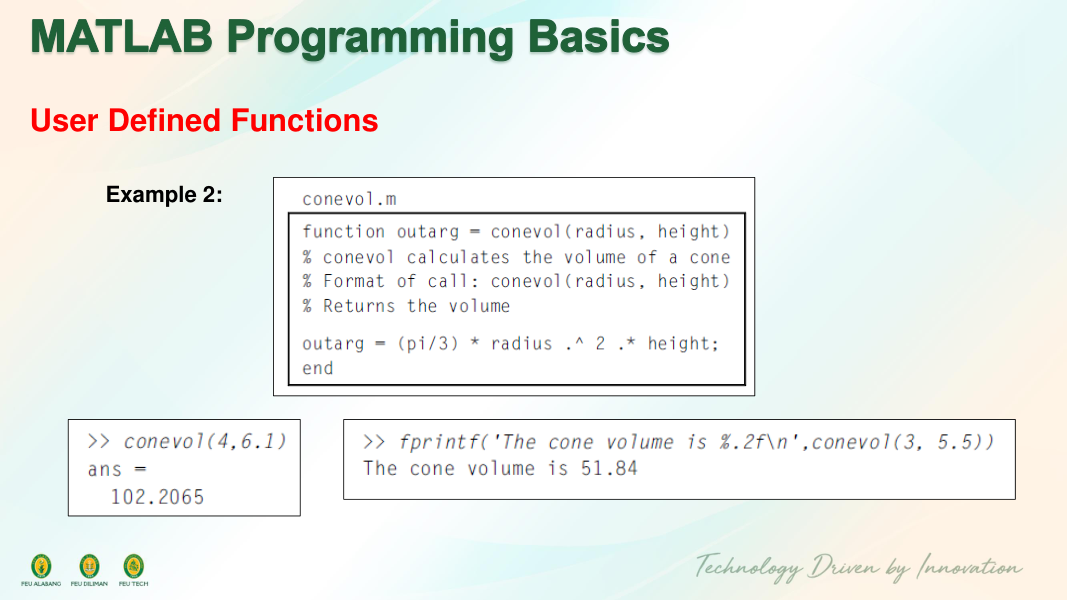 MATLAB Programming Basics
User Defined Functions
Example 2:
conevol.m
function outarg = conevol(radius, height)
% conevol calculates the volume of a cone
% Format of call: conevol(radius, height)
% Returns the volume
outarg = (pi/3) * radius .^ 2 .* height;
end
>> conevol(4,6.1)
ans =
102.2065
>> fprintf('The cone volume is %.2f\n',conevol(3, 5.5))
The cone volume is 51.84
FEU ALABANG FEU DILIMAN FEU TECH
Technology Driven by Innovation